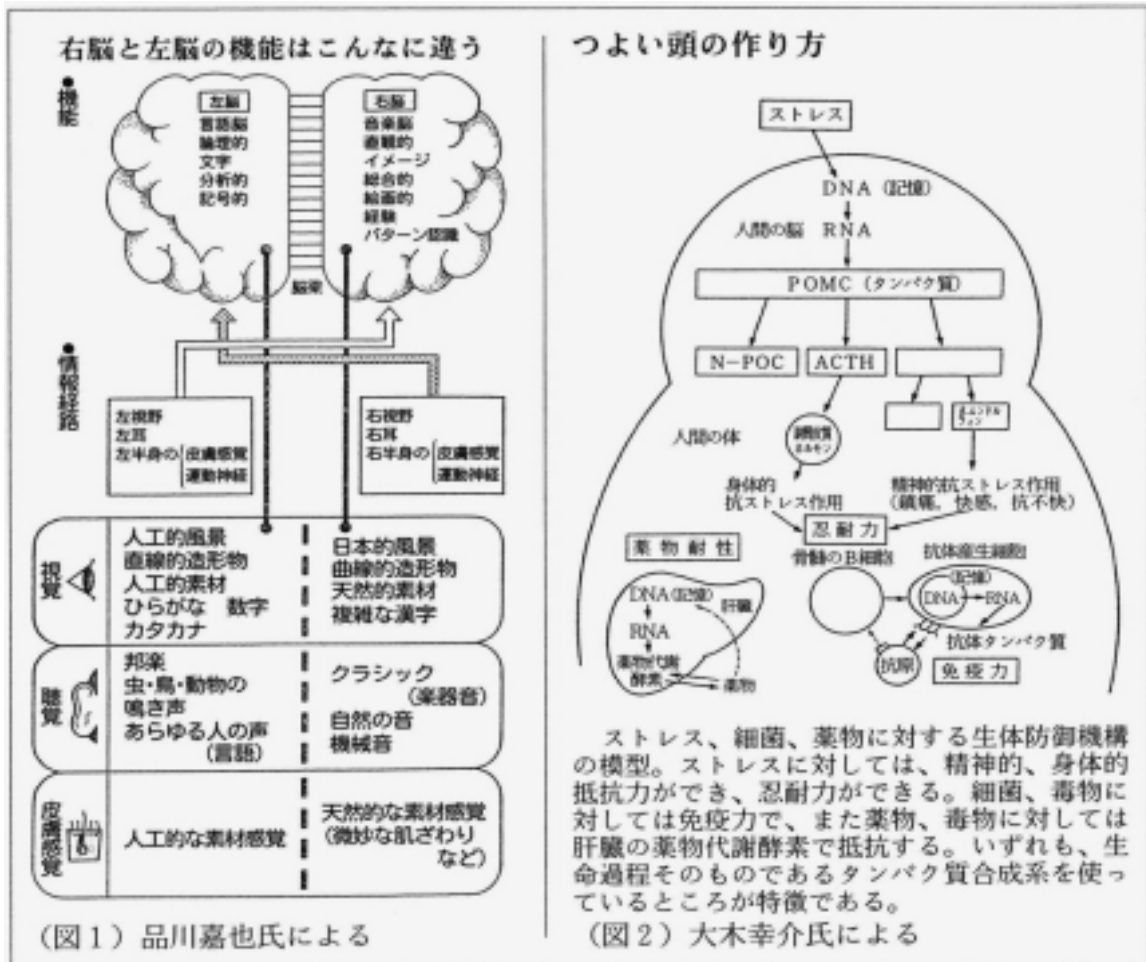 右脳と左脳の機能はこんなに違う
●機能
左脳
言語脳
論理的
文字
分析的
記号的
右脳
音楽脳
直観的
イメージ
総合的
絵画的
経験
パターン認識
脳梁
●情報経路
左視野
左耳
左半身の 皮膚感覚
運動神経
右視野
右耳
右半身の 皮膚感覚
運動神経
視覚
人工的風景
直線的造形物
人工的素材
ひらがな 数字
カタカナ
日本的風景
曲線的造形物
天然的素材
複雑な漢字
聴覚
邦楽
虫・鳥・動物の
鳴き声
あらゆる人の声
(言語)
クラシック
(楽器音)
自然の音
機械音
皮膚感覚
人工的な素材感覚
天然的な素材感覚
(微妙な肌ざわり
など)
(図1)品川嘉也氏による
つよい頭の作り方
ストレス
DNA(記憶)
人間の脳 RNA
POMC(タンパク質)
N−POC
ACTH
人間の体
ホルモン
身体的
抗ストレス作用
精神的抗ストレス作用
(鎮痛，快感，抗不快)
忍耐力
薬物耐性
DNA(記憶)
肝臓
RNA
薬物代謝
酵素
薬物
骨髄のB細胞
抗体産生細胞
(記憶)
DNA
RNA
抗体タンパク質
抗原
免疫力
ストレス、細菌、薬物に対する生体防御機構
の模型。ストレスに対しては、精神的、身体的
抵抗力ができ、忍耐力ができる。細菌、毒物に
対しては免疫力で、また薬物、毒物に対しては
肝臓の薬物代謝酵素で抵抗する。いずれも、生
命過程そのものであるタンパク質合成系を使っ
ているところが特徴である。
(図2)大木幸介氏による